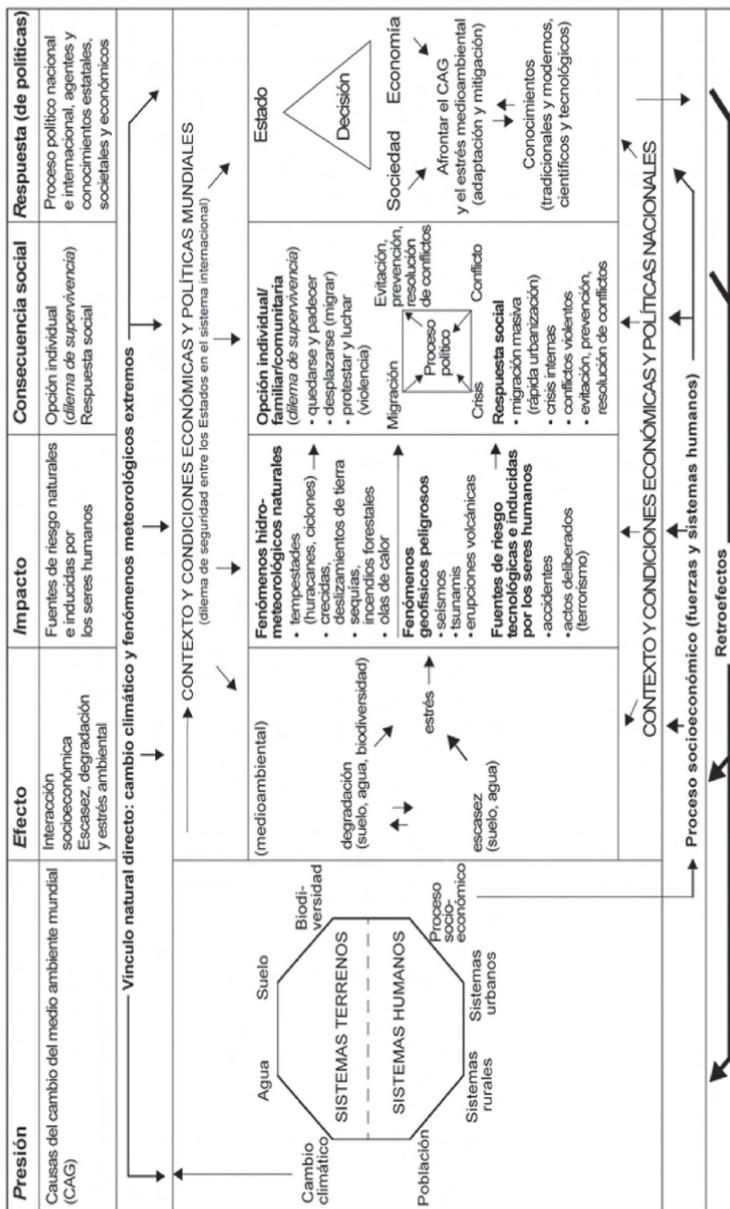 Presión
Efecto
Impacto
Consecuencia social
Respuesta (de políticas)
Causas del cambio del medio ambiente mundial
(CAG)
Interacción
socioeconómica
Escasez, degradación
y estrés ambiental
Fuentes de riesgo naturales
e inducidas por
los seres humanos
Opción individual
(dilema de supervivencia)
Respuesta social
Proceso político nacional
e internacional, agentes y
conocimientos estatales,
societales y económicos
Vínculo natural directo: cambio climático y fenómenos meteorológicos extremos
CONTEXTO Y CONDICIONES ECONÓMICAS Y POLÍTICAS MUNDIALES
(dilema de seguridad entre los Estados en el sistema internacional)
Cambio
climático
Agua
Suelo
Biodi-
versidad
SISTEMAS TERRENOS
SISTEMAS HUMANOS
Población
Sistemas
rurales
Sistemas
urbanos
Proceso
socio-
económico
(medioambiental)
degradación
(suelo, agua, biodiversidad)
estrés
escasez
(suelo, agua)
Fenómenos hidro-
meteorológicos naturales
• tempestades
(huracanes, ciclones)
• crecidas,
deslizamientos de tierra
• sequías,
incendios forestales
• olas de calor
Fenómenos
geofísicos peligrosos
• seísmos
• tsunamis
• erupciones volcánicas
Fuentes de riesgo
tecnológicas e inducidas
por los seres humanos
• accidentes
• actos deliberados
(terrorismo)
Opción individual/
familiar/comunitaria
(dilema de supervivencia)
• quedarse y padecer
• desplazarse (migrar)
• protestar y luchar
(violencia)
Migración
Evitación,
prevención,
resolución
de conflictos
Proceso
político
Crisis
Conflicto
Respuesta social
• migración masiva
(rápida urbanización)
• crisis internas
• conflictos violentos
• evitación, prevención,
resolución de conflictos
Estado
Decisión
Sociedad
Economía
Afrontar el CAG
y el estrés medioambiental
(adaptación y mitigación)
Conocimientos
(tradicionales y modernos,
científicos y tecnológicos)
CONTEXTO Y CONDICIONES ECONÓMICAS Y POLÍTICAS NACIONALES
Proceso socioeconómico (fuerzas y sistemas humanos)
Retroefectos